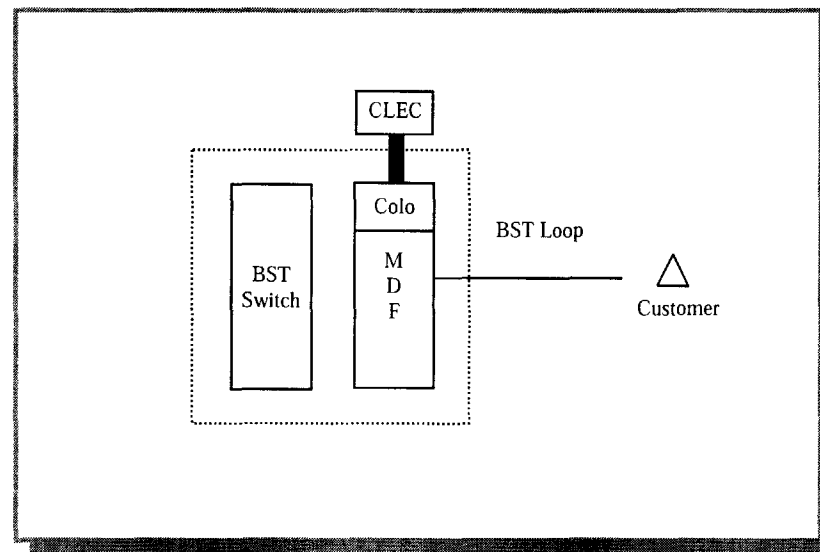 CLEC
Colo
BST Loop
M
D
F
BST
Switch
Customer